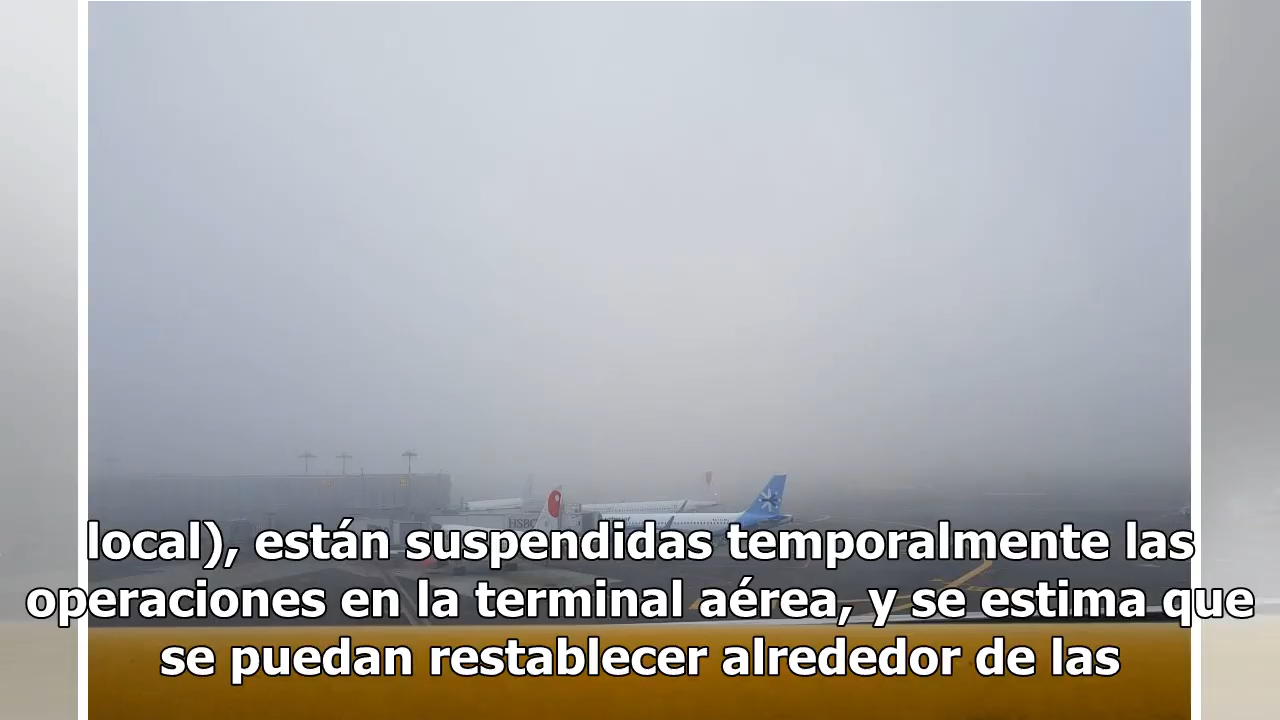 HSBC
local), están suspendidas temporalmente las
operaciones en la terminal aérea, y se estima que
se puedan restablecer alrededor de las